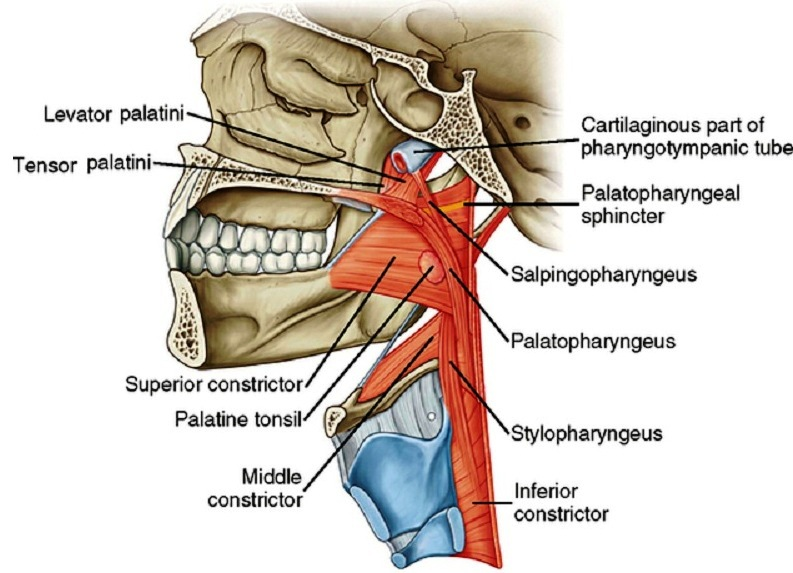 Levator palatini
Tensor palatini
Superior constrictor
Palatine tonsil
Middle
constrictor
Cartilaginous part of
pharyngotympanic tube
Palatopharyngeal
sphincter
Salpingopharyngeus
Palatopharyngeus
Stylopharyngeus
Inferior
constrictor